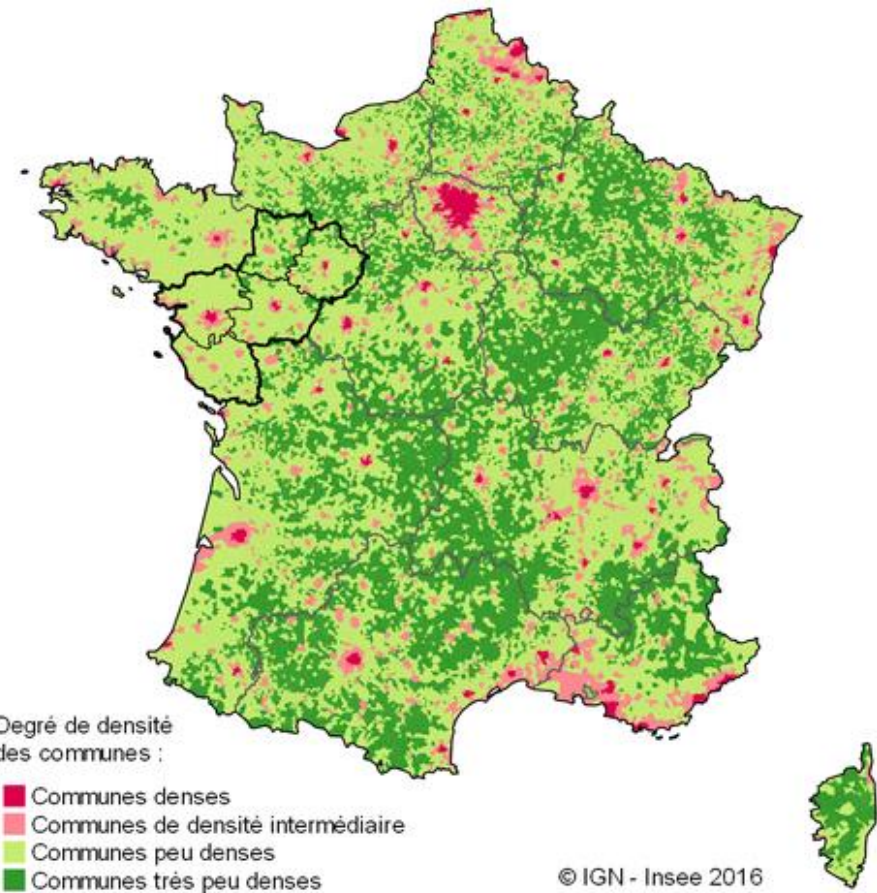 Degré de densité
des communes :
Communes denses
Communes de densité intermédiaire
Communes peu denses
Communes très peu denses
© IGN - Insee 2016